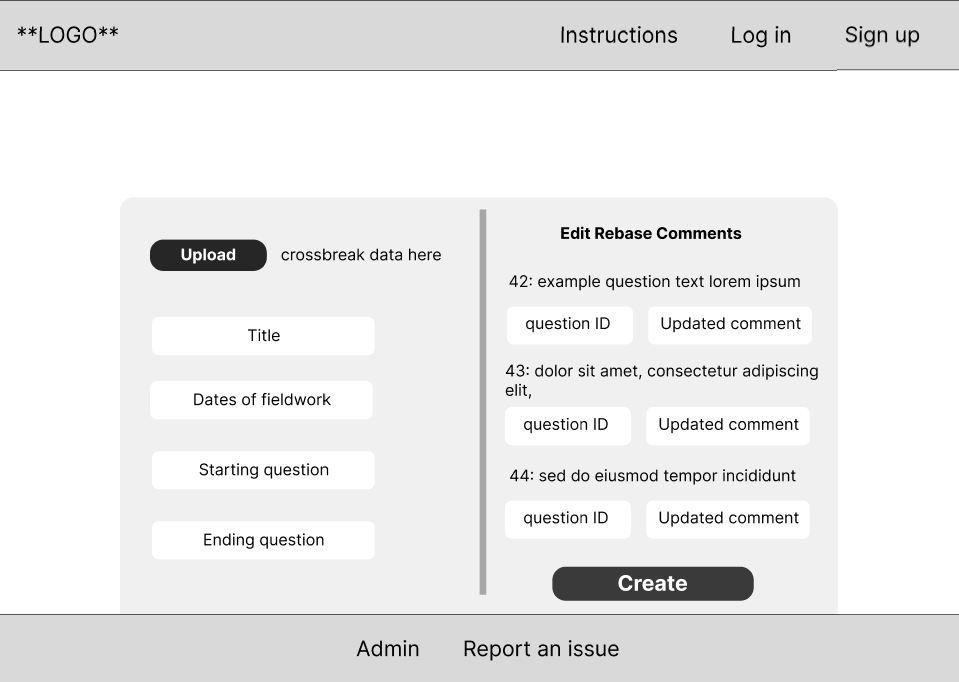 **LOGO**
Instructions
Log in
Sign up
Upload
crossbreak data here
Title
Dates of fieldwork
Starting question
Ending question
Edit Rebase Comments
42: example question text lorem ipsum
question ID
Updated comment
43: dolor sit amet, consectetur adipiscing
elit,
question ID
Updated comment
44: sed do eiusmod tempor incididunt
question ID
Updated comment
Create
Admin
Report an issue